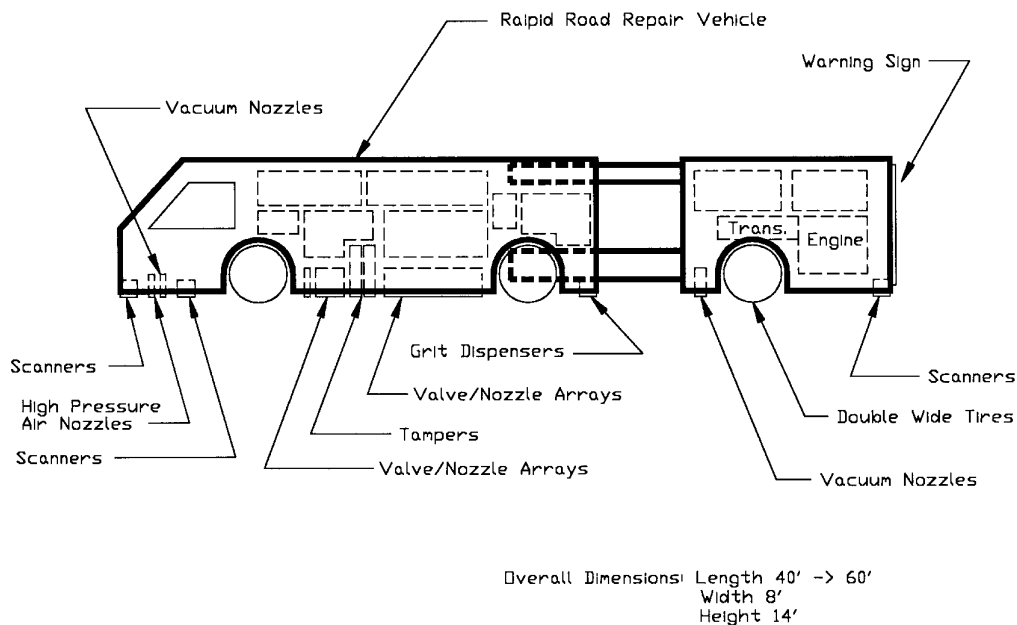 Raipid Road Repair Vehicle
Warning Sign
Vacuum Nozzles
Trans.
Engine
Grit Dispensers
Scanners
Scanners
Valve/Nozzle Arrays
High Pressure
Air Nozzles
Double Wide Tires
Tampers
Scanners
Valve/Nozzle Arrays
Vacuum Nozzles
Overall Dimensions: Length 40' -> 60'
Width 8'
Height 14'